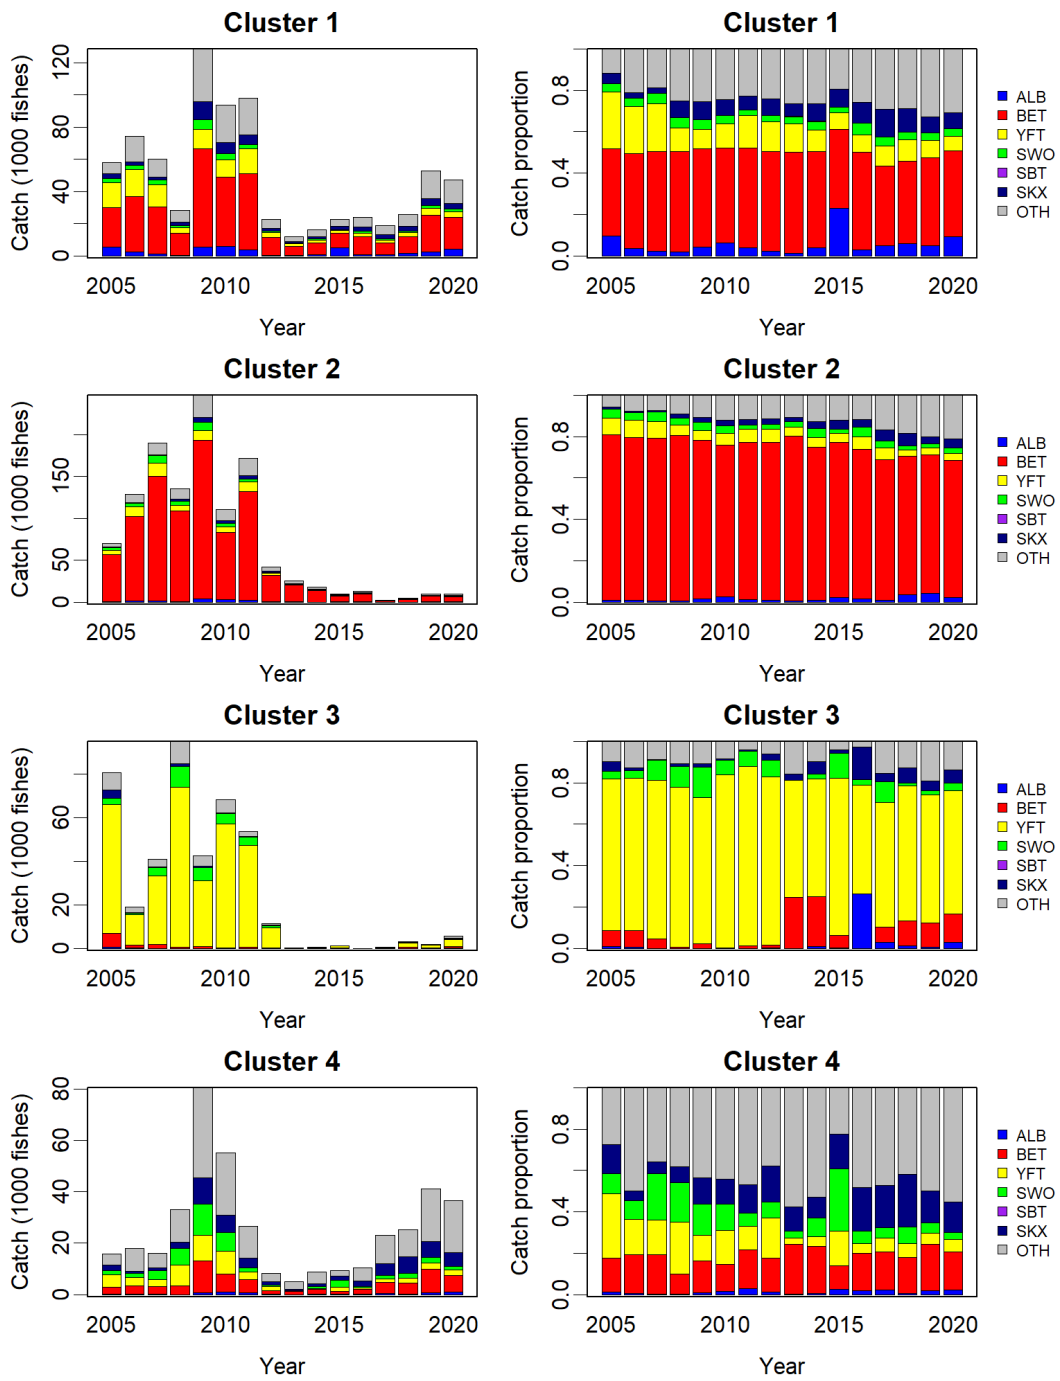 Cluster 1
Catch (1000 fishes)
0
40
80
120
2005
2010
2015
2020
Year
Cluster 1
Catch proportion
0.0
0.4
0.8
2005
2010
2015
2020
Year
ALB
BET
YFT
SWO
SBT
SKX
OTH
Cluster 2
Catch (1000 fishes)
0
50
150
2005
2010
2015
2020
Year
Cluster 2
Catch proportion
0.0
0.4
0.8
2005
2010
2015
2020
Year
ALB
BET
YFT
SWO
SBT
SKX
OTH
Cluster 3
Catch (1000 fishes)
0
20
60
2005
2010
2015
2020
Year
Cluster 3
Catch proportion
0.0
0.4
0.8
2005
2010
2015
2020
Year
ALB
BET
YFT
SWO
SBT
SKX
OTH
Cluster 4
Catch (1000 fishes)
0
20
40
60
80
2005
2010
2015
2020
Year
Cluster 4
Catch proportion
0.0
0.4
0.8
2005
2010
2015
2020
Year
ALB
BET
YFT
SWO
SBT
SKX
OTH